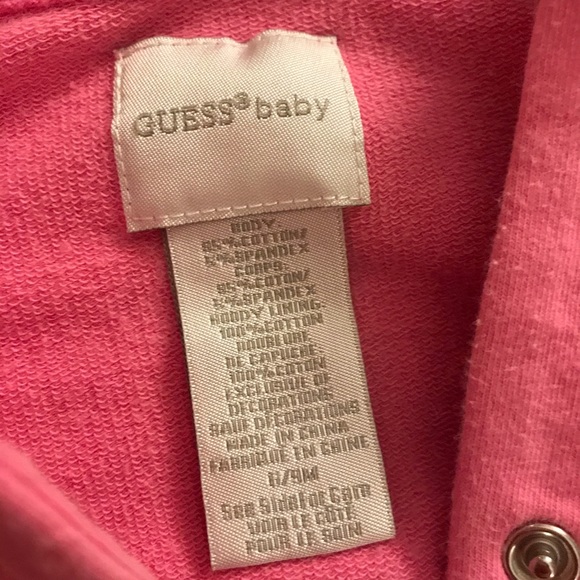 GUESS? baby
BODY:
95%COTTON/
5%SPANDEX
CORPS:
95%COTON/
5%SPANDEX
HOODY LINING:
100%COTTON
DOUBLURE
DE CAPUCHE:
100%COTON
EXCLUSIVE OF
DECORATIONS
SAUF DECORATIONS
MADE IN CHINA
FABRIQUE EN CHINE
6/9M
See Side For Care
VOIR LE CÔTÉ
POUR LE SOIN